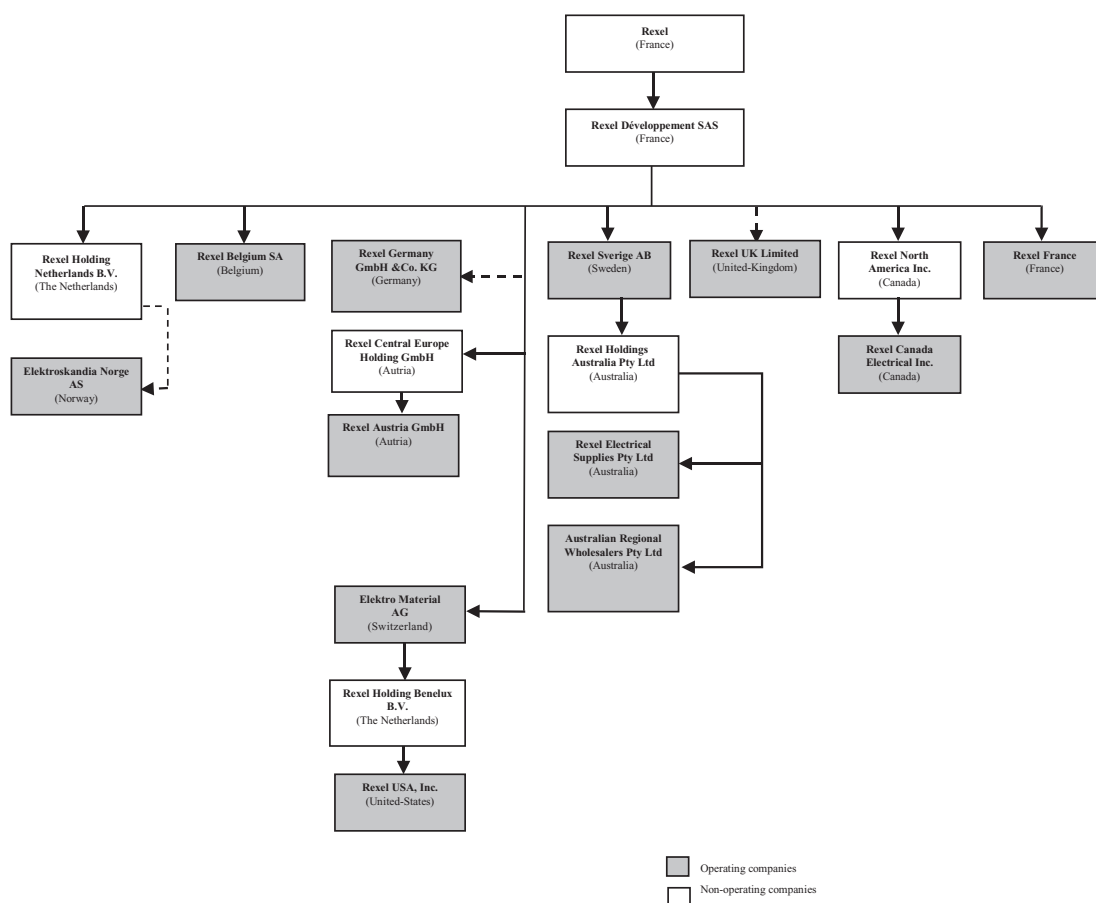 Rexel
(France)
Rexel Développement SAS
(France)
Rexel Holding
Netherlands B.V.
(The Netherlands)
Rexel Belgium SA
(Belgium)
Rexel Germany
GmbH &Co. KG
(Germany)
Rexel Sverige AB
(Sweden)
Rexel UK Limited
(United-Kingdom)
Rexel North
America Inc.
(Canada)
Rexel France
(France)
Elektroskandia Norge
AS
(Norway)
Rexel Central Europe
Holding GmbH
(Autria)
Rexel Holdings
Australia Pty Ltd
(Australia)
Rexel Canada
Electrical Inc.
(Canada)
Rexel Austria GmbH
(Autria)
Rexel Electrical
Supplies Pty Ltd
(Australia)
Australian Regional
Wholesalers Pty Ltd
(Australia)
Elektro Material
AG
(Switzerland)
Rexel Holding Benelux
B.V.
(The Netherlands)
Rexel USA, Inc.
(United-States)
Operating companies
Non-operating companies